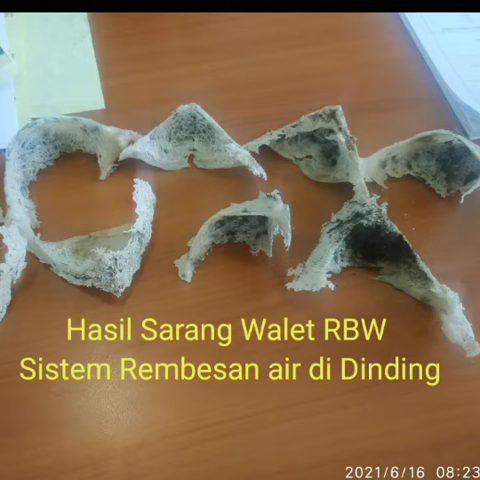 Hasil Sarang Walet RBW
Sistem Rembesan air di Dinding
2021/6/16 08:23